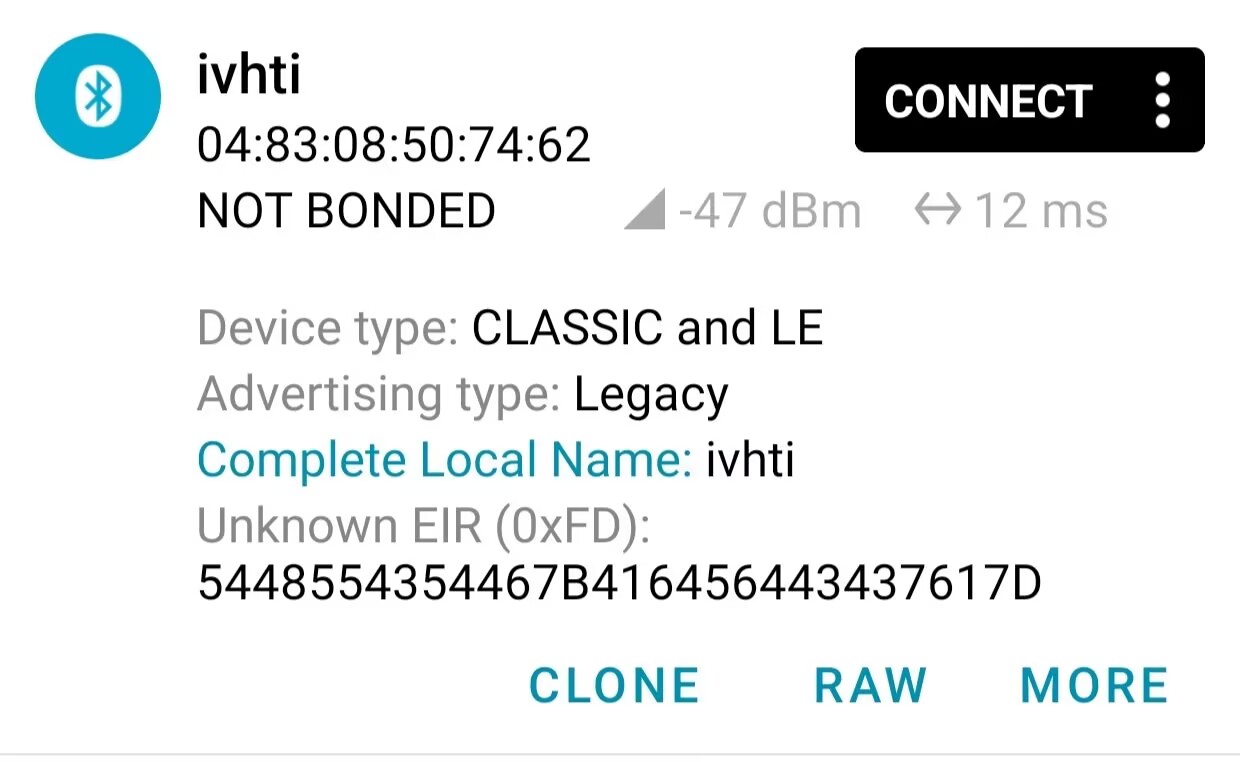 ivhti
CONNECT
04:83:08:50:74:62
NOT BONDED
-47 dBm
12 ms
Device type: CLASSIC and LE
Advertising type: Legacy
Complete Local Name: ivhti
Unknown EIR (0xFD):
5448554354467B416456443437617D
CLONE
RAW
MORE